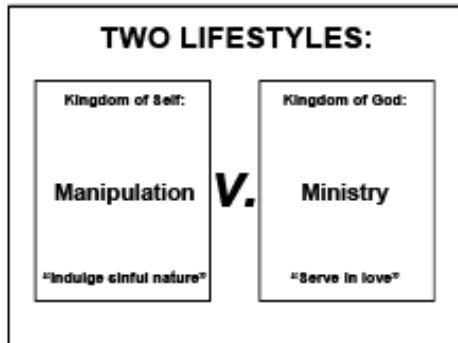 TWO LIFESTYLES:
Kingdom of Self:
Manipulation
"Indulge sinful nature"
V.
Kingdom of God:
Ministry
"Serve in love"